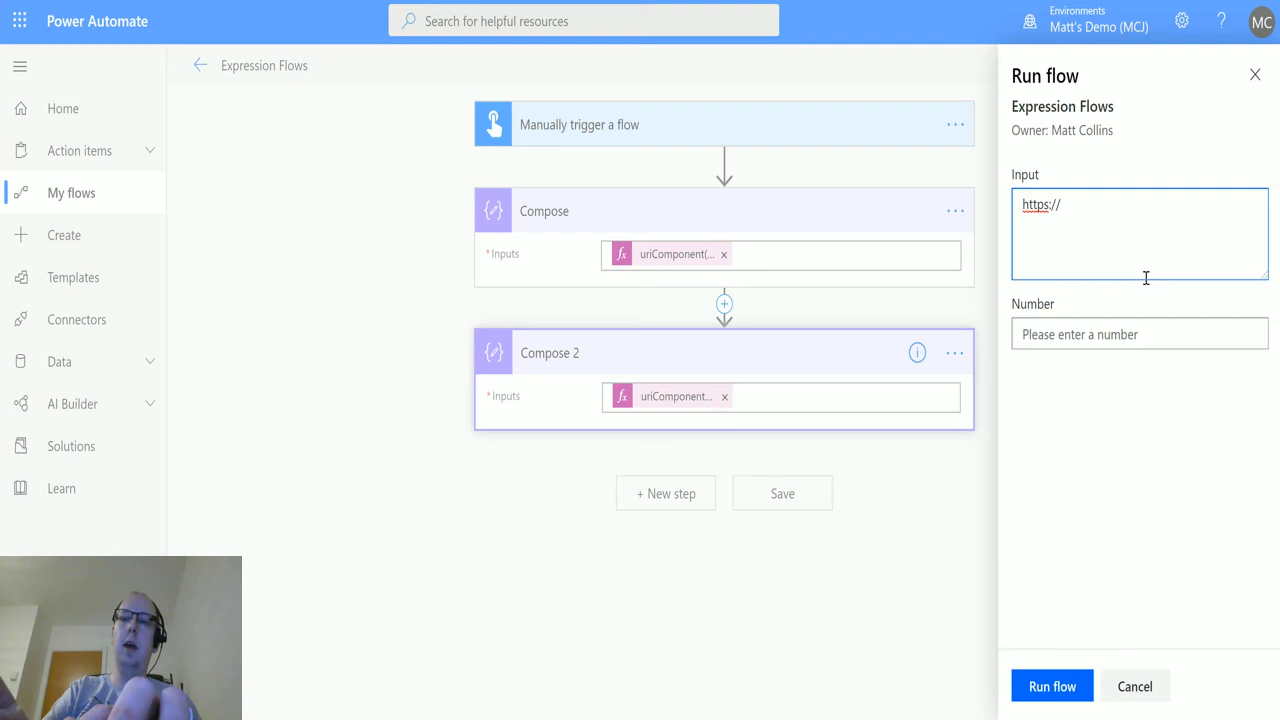 Power Automate
Search for helpful resources
Environments
Matt's Demo (MCJ)
?
MC
Expression Flows
Home
Action items
My flows
Create
Templates
Connectors
Data
AI Builder
Solutions
Learn
Manually trigger a flow
...
Compose
...
* Inputs
fx uriComponent(... x
+
Compose 2
i
...
* Inputs
fx uriComponent... x
+ New step
Save
Run flow
Expression Flows
Owner: Matt Collins
Input
https://
Number
Please enter a number
Run flow
Cancel